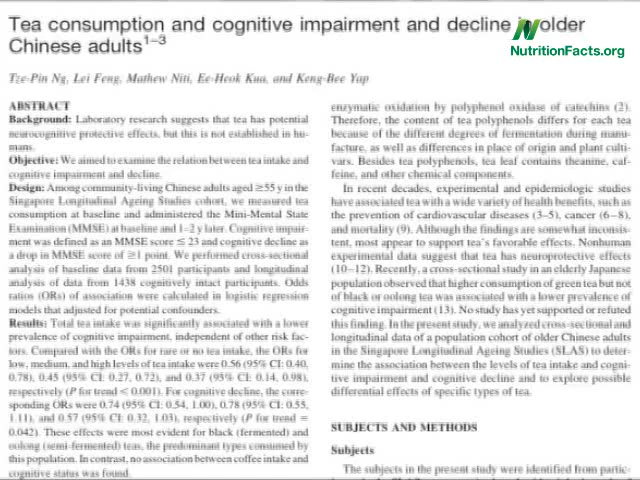 Tea consumption and cognitive impairment and decline in older
Chinese adults1–3
NutritionFacts.org
Tze-Pin Ng, Lei Feng, Mathew Niti, Ee-Heok Kua, and Keng-Bee Yap
ABSTRACT
Background: Laboratory research suggests that tea has potential
neurocognitive protective effects, but this is not established in hu-
mans.
Objective: We aimed to examine the relation between tea intake and
cognitive impairment and decline.
Design: Among community-living Chinese adults aged ≥55 y in the
Singapore Longitudinal Ageing Studies cohort, we measured tea
consumption at baseline and administered the Mini-Mental State
Examination (MMSE) at baseline and 1–2 y later. Cognitive impair-
ment was defined as an MMSE score ≤ 23 and cognitive decline as
a drop in MMSE score of ≥1 point. We performed cross-sectional
analysis of baseline data from 2501 participants and longitudinal
analysis of data from 1438 cognitively intact participants. Odds
ratios (ORs) of association were calculated in logistic regression
models that adjusted for potential confounders.
Results: Total tea intake was significantly associated with a lower
prevalence of cognitive impairment, independent of other risk fac-
tors. Compared with the ORs for rare or no tea intake, the ORs for
low, medium, and high levels of tea intake were 0.56 (95% CI: 0.40,
0.78), 0.45 (95% CI: 0.27, 0.72), and 0.37 (95% CI: 0.14, 0.98),
respectively (P for trend < 0.001). For cognitive decline, the corre-
sponding ORs were 0.74 (95% CI: 0.54, 1.00), 0.78 (95% CI: 0.55,
1.11), and 0.57 (95% CI: 0.32, 1.03), respectively (P for trend =
0.042). These effects were most evident for black (fermented) and
oolong (semi-fermented) teas, the predominant types consumed by
this population. In contrast, no association between coffee intake and
cognitive status was found.
enzymatic oxidation by polyphenol oxidase of catechins (2).
Therefore, the content of tea polyphenols differs for each tea
because of the different degrees of fermentation during manu-
facture, as well as differences in place of origin and plant culti-
vars. Besides tea polyphenols, tea leaf contains theanine, caf-
feine, and other chemical components.
In recent decades, experimental and epidemiologic studies
have associated tea with a wide variety of health benefits, such as
the prevention of cardiovascular diseases (3–5), cancer (6–8),
and mortality (9). Although the findings are somewhat inconsis-
tent, most appear to support tea's favorable effects. Nonhuman
experimental data suggest that tea has neuroprotective effects
(10–12). Recently, a cross-sectional study in an elderly Japanese
population observed that higher consumption of green tea but not
of black or oolong tea was associated with a lower prevalence of
cognitive impairment (13). No study has yet supported or refuted
this finding. In the present study, we analyzed cross-sectional and
longitudinal data of a population cohort of older Chinese adults
in the Singapore Longitudinal Ageing Studies (SLAS) to deter-
mine the association between the levels of tea intake and cogni-
tive impairment and cognitive decline and to explore possible
differential effects of specific types of tea.
SUBJECTS AND METHODS
Subjects
The subjects in the present study were identified from partic-